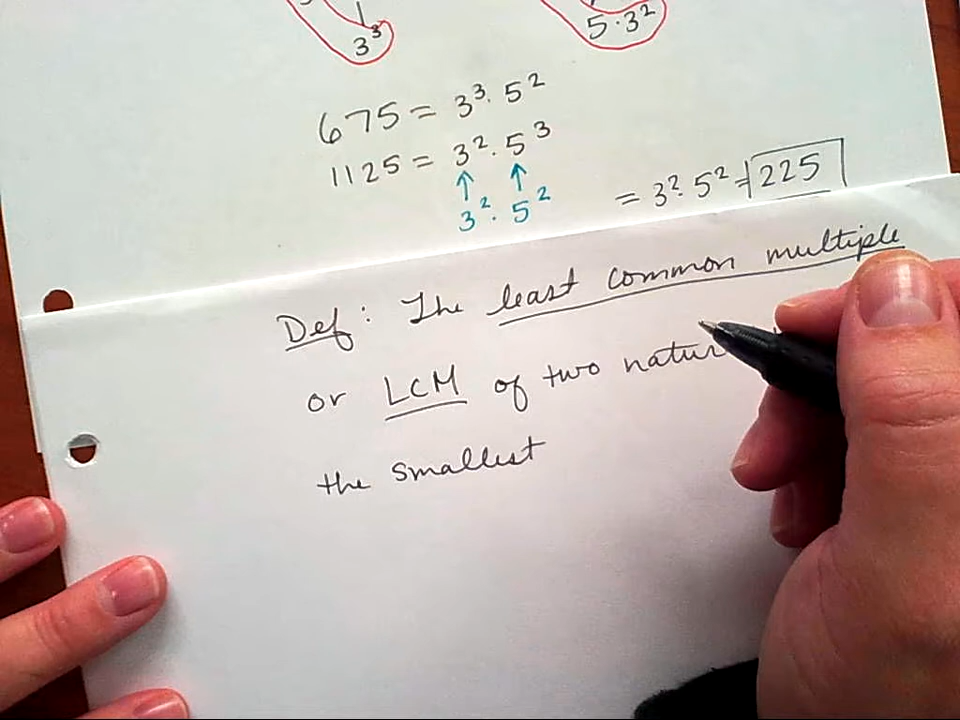 1
3³
5·3²
675 = 3³·5²
1125 = 3²·5³
↑ ↑
3²·5²
= 3²·5² = 225
Def: The least common multiple
or LCM of two natur
the smallest